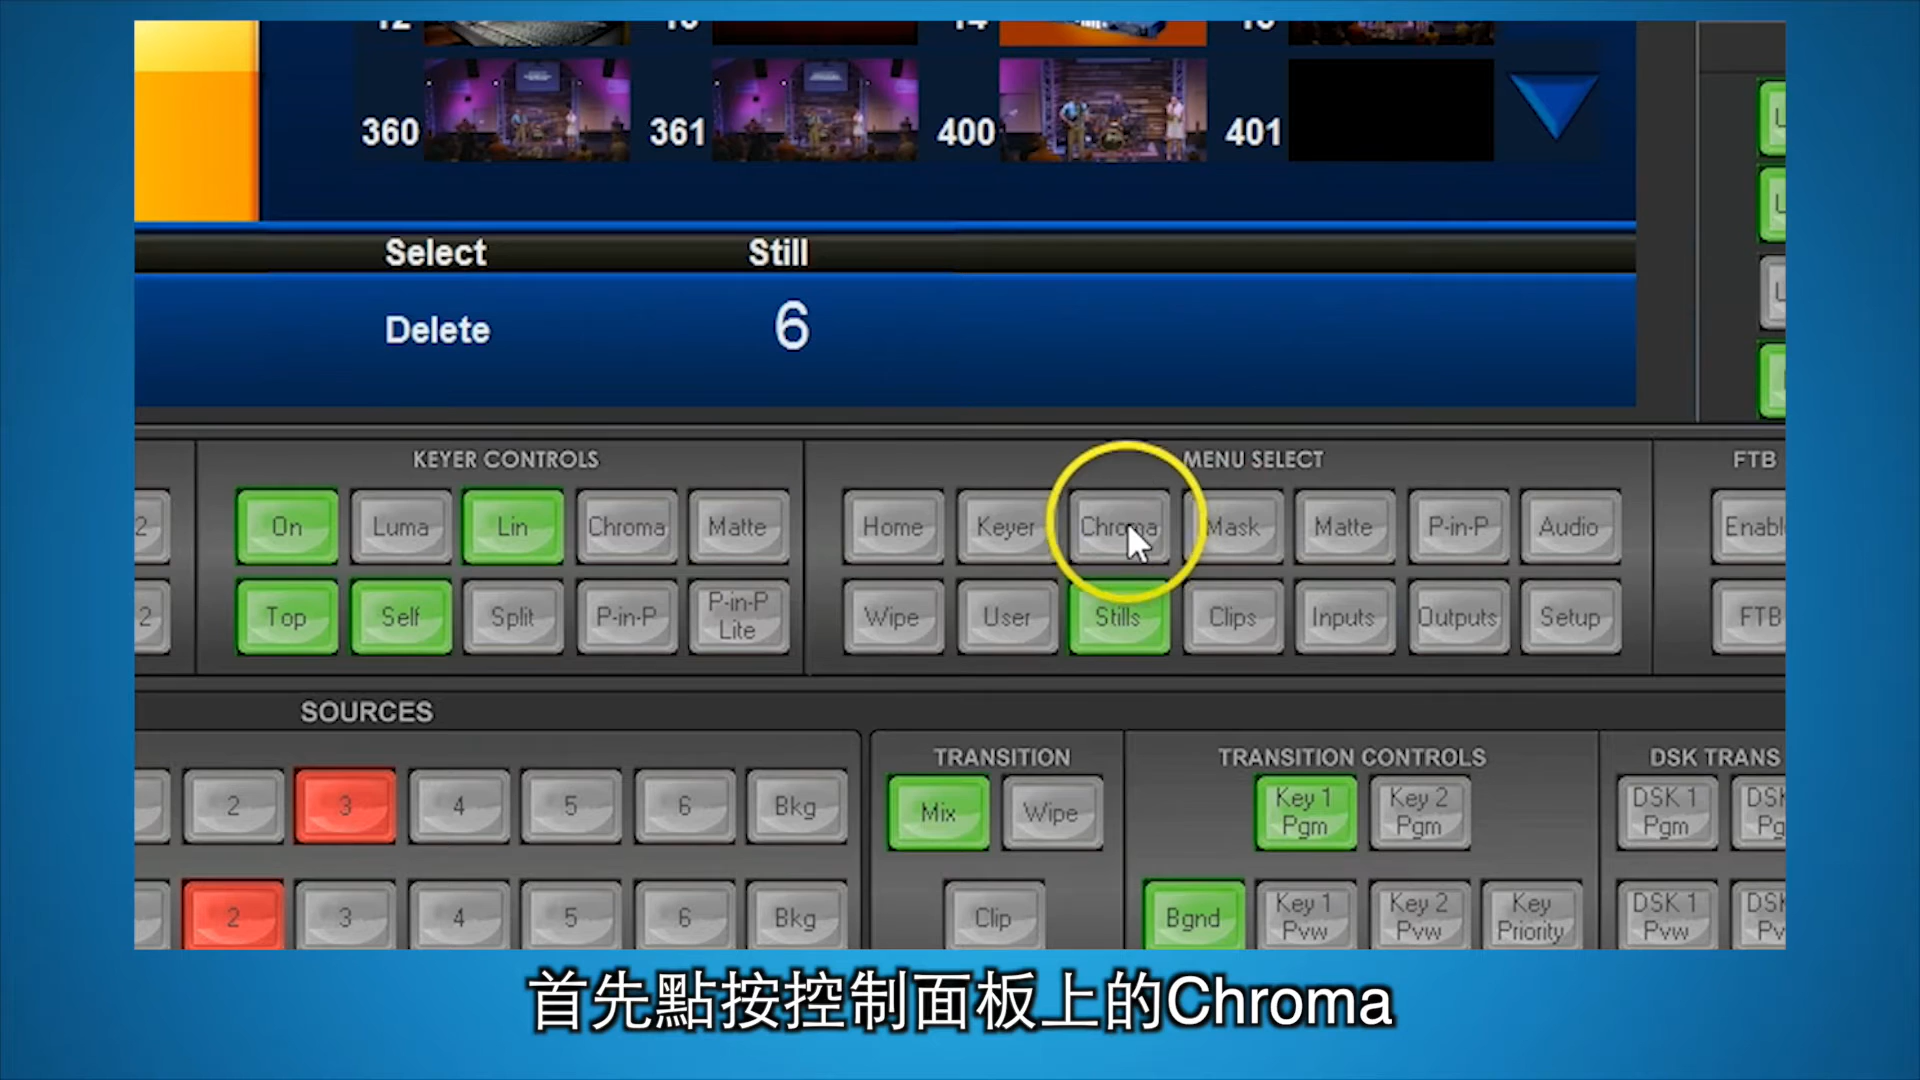 360
361
400
401
Select
Still
Delete
6
KEYER CONTROLS
MENU SELECT
FTB
2
On
Luma
Lin
Chroma
Matte
Home
Keyer
Chroma
Mask
Matte
P-in-P
Audio
2
Top
Self
Split
P-in-P
P-in-P
Lite
Wipe
User
Stills
Clips
Inputs
Outputs
Setup
FTB
SOURCES
TRANSITION
TRANSITION CONTROLS
DSK TRANS
2
3
4
5
6
Bkg
Mix
Wipe
Key 1
Pgm
Key 2
Pgm
DSK 1
Pgm
2
3
4
5
6
Bkg
Clip
Bgnd
Key 1
Pvw
Key 2
Pvw
Key
Priority
DSK 1
Pvw
首先點按控制面板上的Chroma